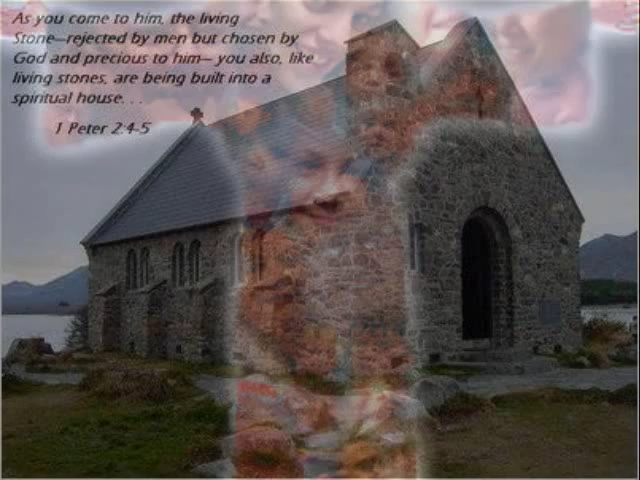 As you come to him, the living
Stone—rejected by men but chosen by
God and precious to him— you also, like
living stones, are being built into a
spiritual house. . .
1 Peter 2:4-5